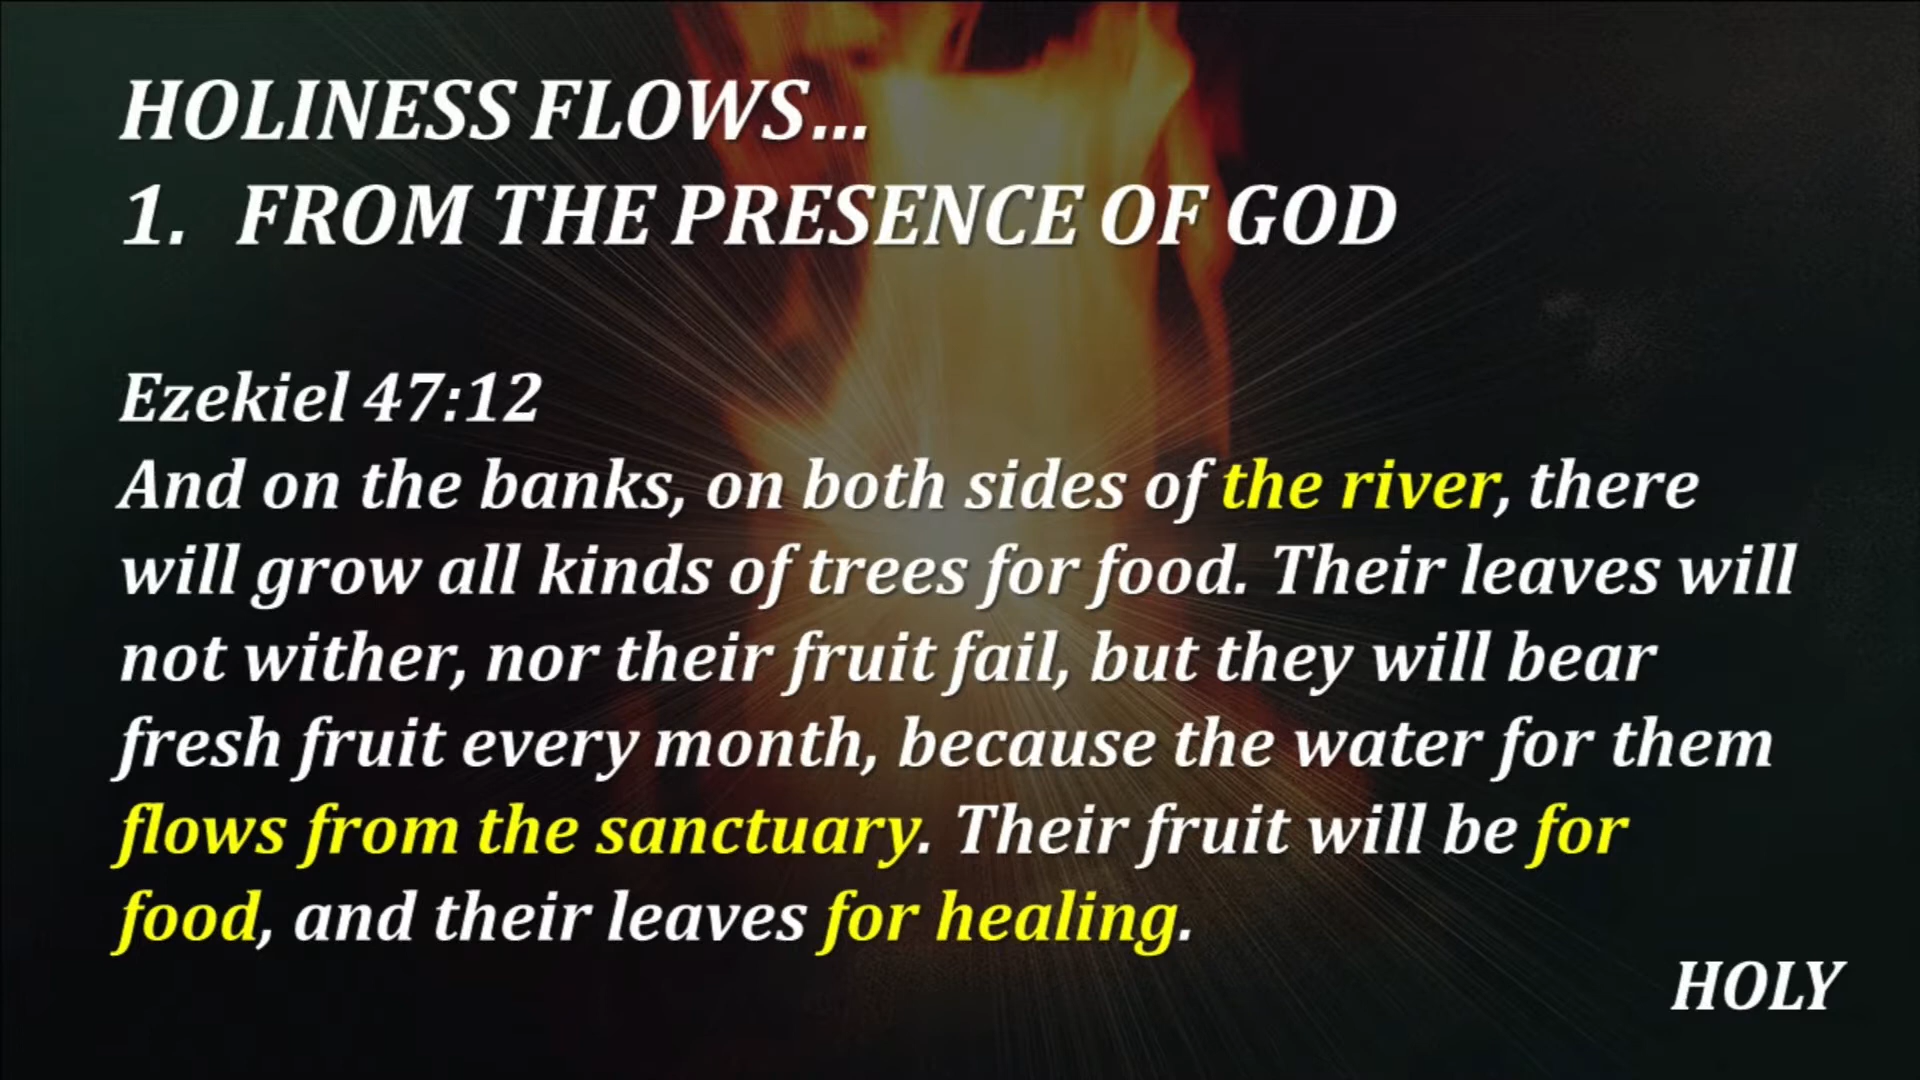 HOLINESS FLOWS...
1. FROM THE PRESENCE OF GOD
Ezekiel 47:12
And on the banks, on both sides of the river, there
will grow all kinds of trees for food. Their leaves will
not wither, nor their fruit fail, but they will bear
fresh fruit every month, because the water for them
flows from the sanctuary. Their fruit will be for
food, and their leaves for healing.
HOLY